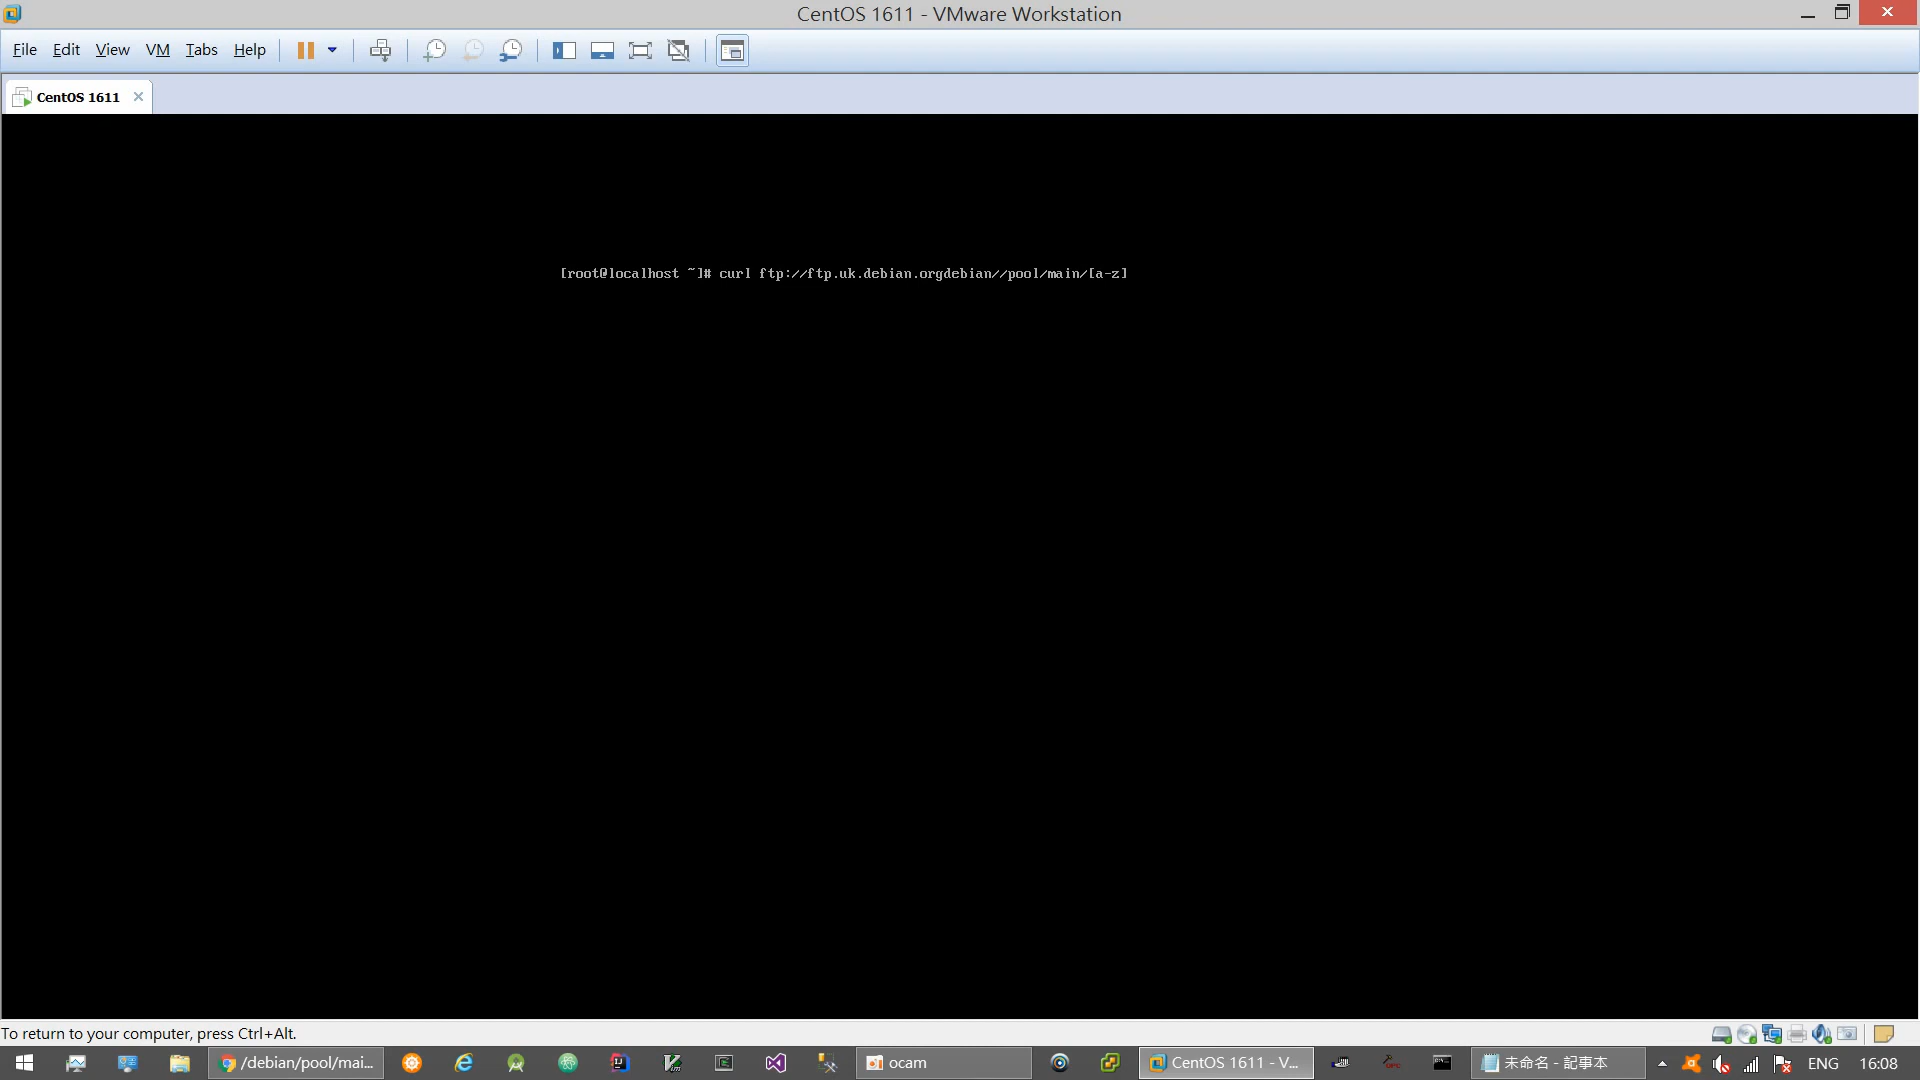 CentOS 1611 - VMware Workstation
File Edit View VM Tabs Help
CentOS 1611
[root@localhost ~]# curl ftp://ftp.uk.debian.orgdebian//pool/main/[a-z]
To return to your computer, press Ctrl+Alt.
/debian/pool/mai... ocam CentOS 1611 - V... 未命名 - 記事本 ENG 16:08